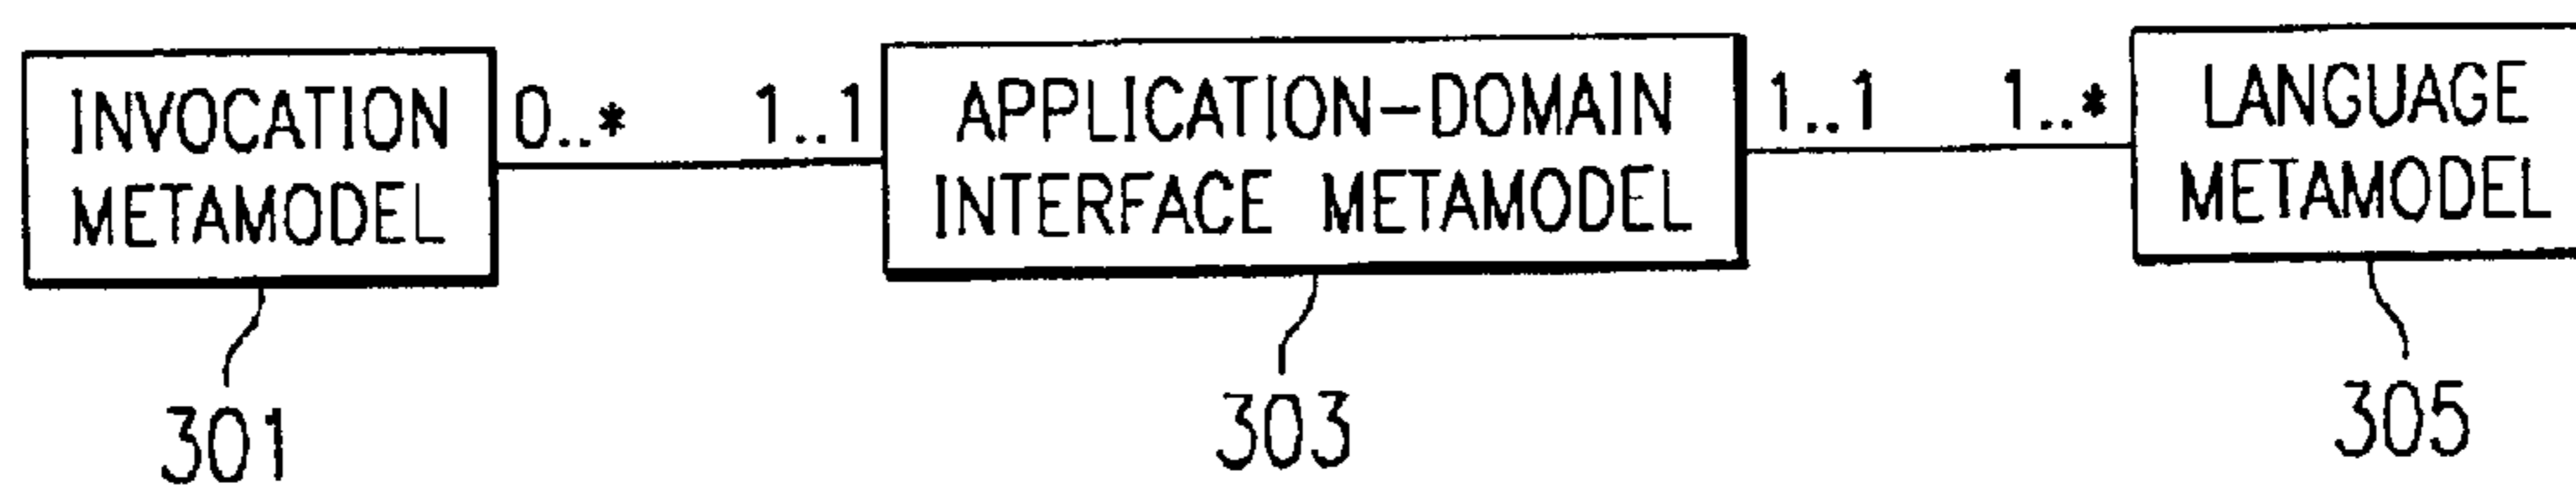 INVOCATION
METAMODEL
0..* 1..1
APPLICATION-DOMAIN
INTERFACE METAMODEL
1..1 1..*
LANGUAGE
METAMODEL
301
303
305